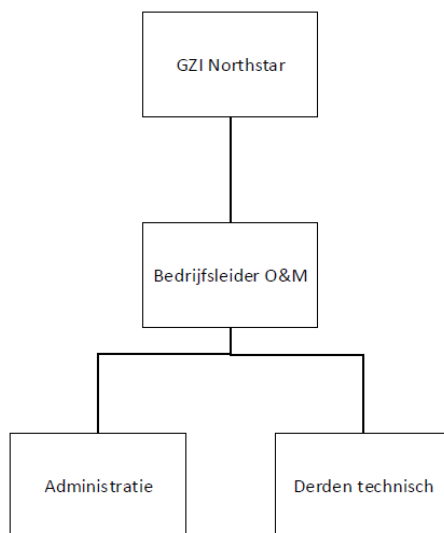 GZI Northstar
Bedrijfsleider O&M
Administratie
Derden technisch